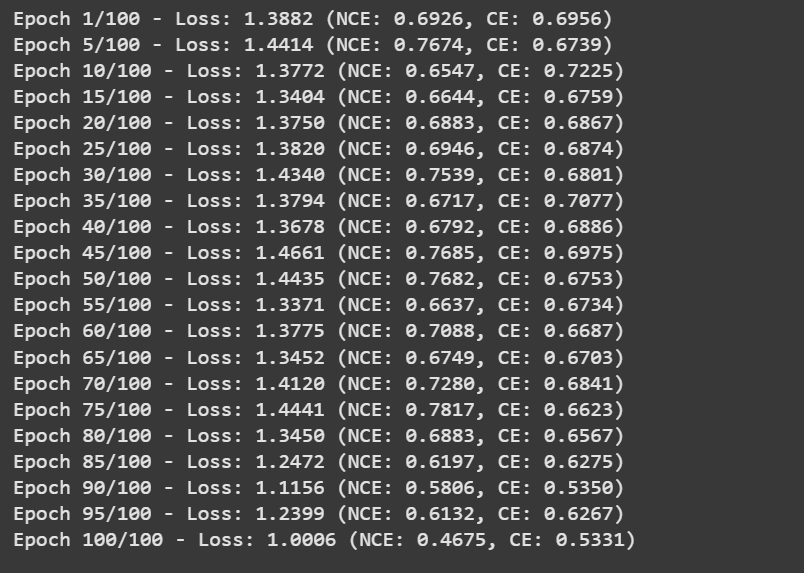 Epoch 1/100 - Loss: 1.3882 (NCE: 0.6926, CE: 0.6956)
Epoch 5/100 - Loss: 1.4414 (NCE: 0.7674, CE: 0.6739)
Epoch 10/100 - Loss: 1.3772 (NCE: 0.6547, CE: 0.7225)
Epoch 15/100 - Loss: 1.3404 (NCE: 0.6644, CE: 0.6759)
Epoch 20/100 - Loss: 1.3750 (NCE: 0.6883, CE: 0.6867)
Epoch 25/100 - Loss: 1.3820 (NCE: 0.6946, CE: 0.6874)
Epoch 30/100 - Loss: 1.4340 (NCE: 0.7539, CE: 0.6801)
Epoch 35/100 - Loss: 1.3794 (NCE: 0.6717, CE: 0.7077)
Epoch 40/100 - Loss: 1.3678 (NCE: 0.6792, CE: 0.6886)
Epoch 45/100 - Loss: 1.4661 (NCE: 0.7685, CE: 0.6975)
Epoch 50/100 - Loss: 1.4435 (NCE: 0.7682, CE: 0.6753)
Epoch 55/100 - Loss: 1.3371 (NCE: 0.6637, CE: 0.6734)
Epoch 60/100 - Loss: 1.3775 (NCE: 0.7088, CE: 0.6687)
Epoch 65/100 - Loss: 1.3452 (NCE: 0.6749, CE: 0.6703)
Epoch 70/100 - Loss: 1.4120 (NCE: 0.7280, CE: 0.6841)
Epoch 75/100 - Loss: 1.4441 (NCE: 0.7817, CE: 0.6623)
Epoch 80/100 - Loss: 1.3450 (NCE: 0.6883, CE: 0.6567)
Epoch 85/100 - Loss: 1.2472 (NCE: 0.6197, CE: 0.6275)
Epoch 90/100 - Loss: 1.1156 (NCE: 0.5806, CE: 0.5350)
Epoch 95/100 - Loss: 1.2399 (NCE: 0.6132, CE: 0.6267)
Epoch 100/100 - Loss: 1.0006 (NCE: 0.4675, CE: 0.5331)